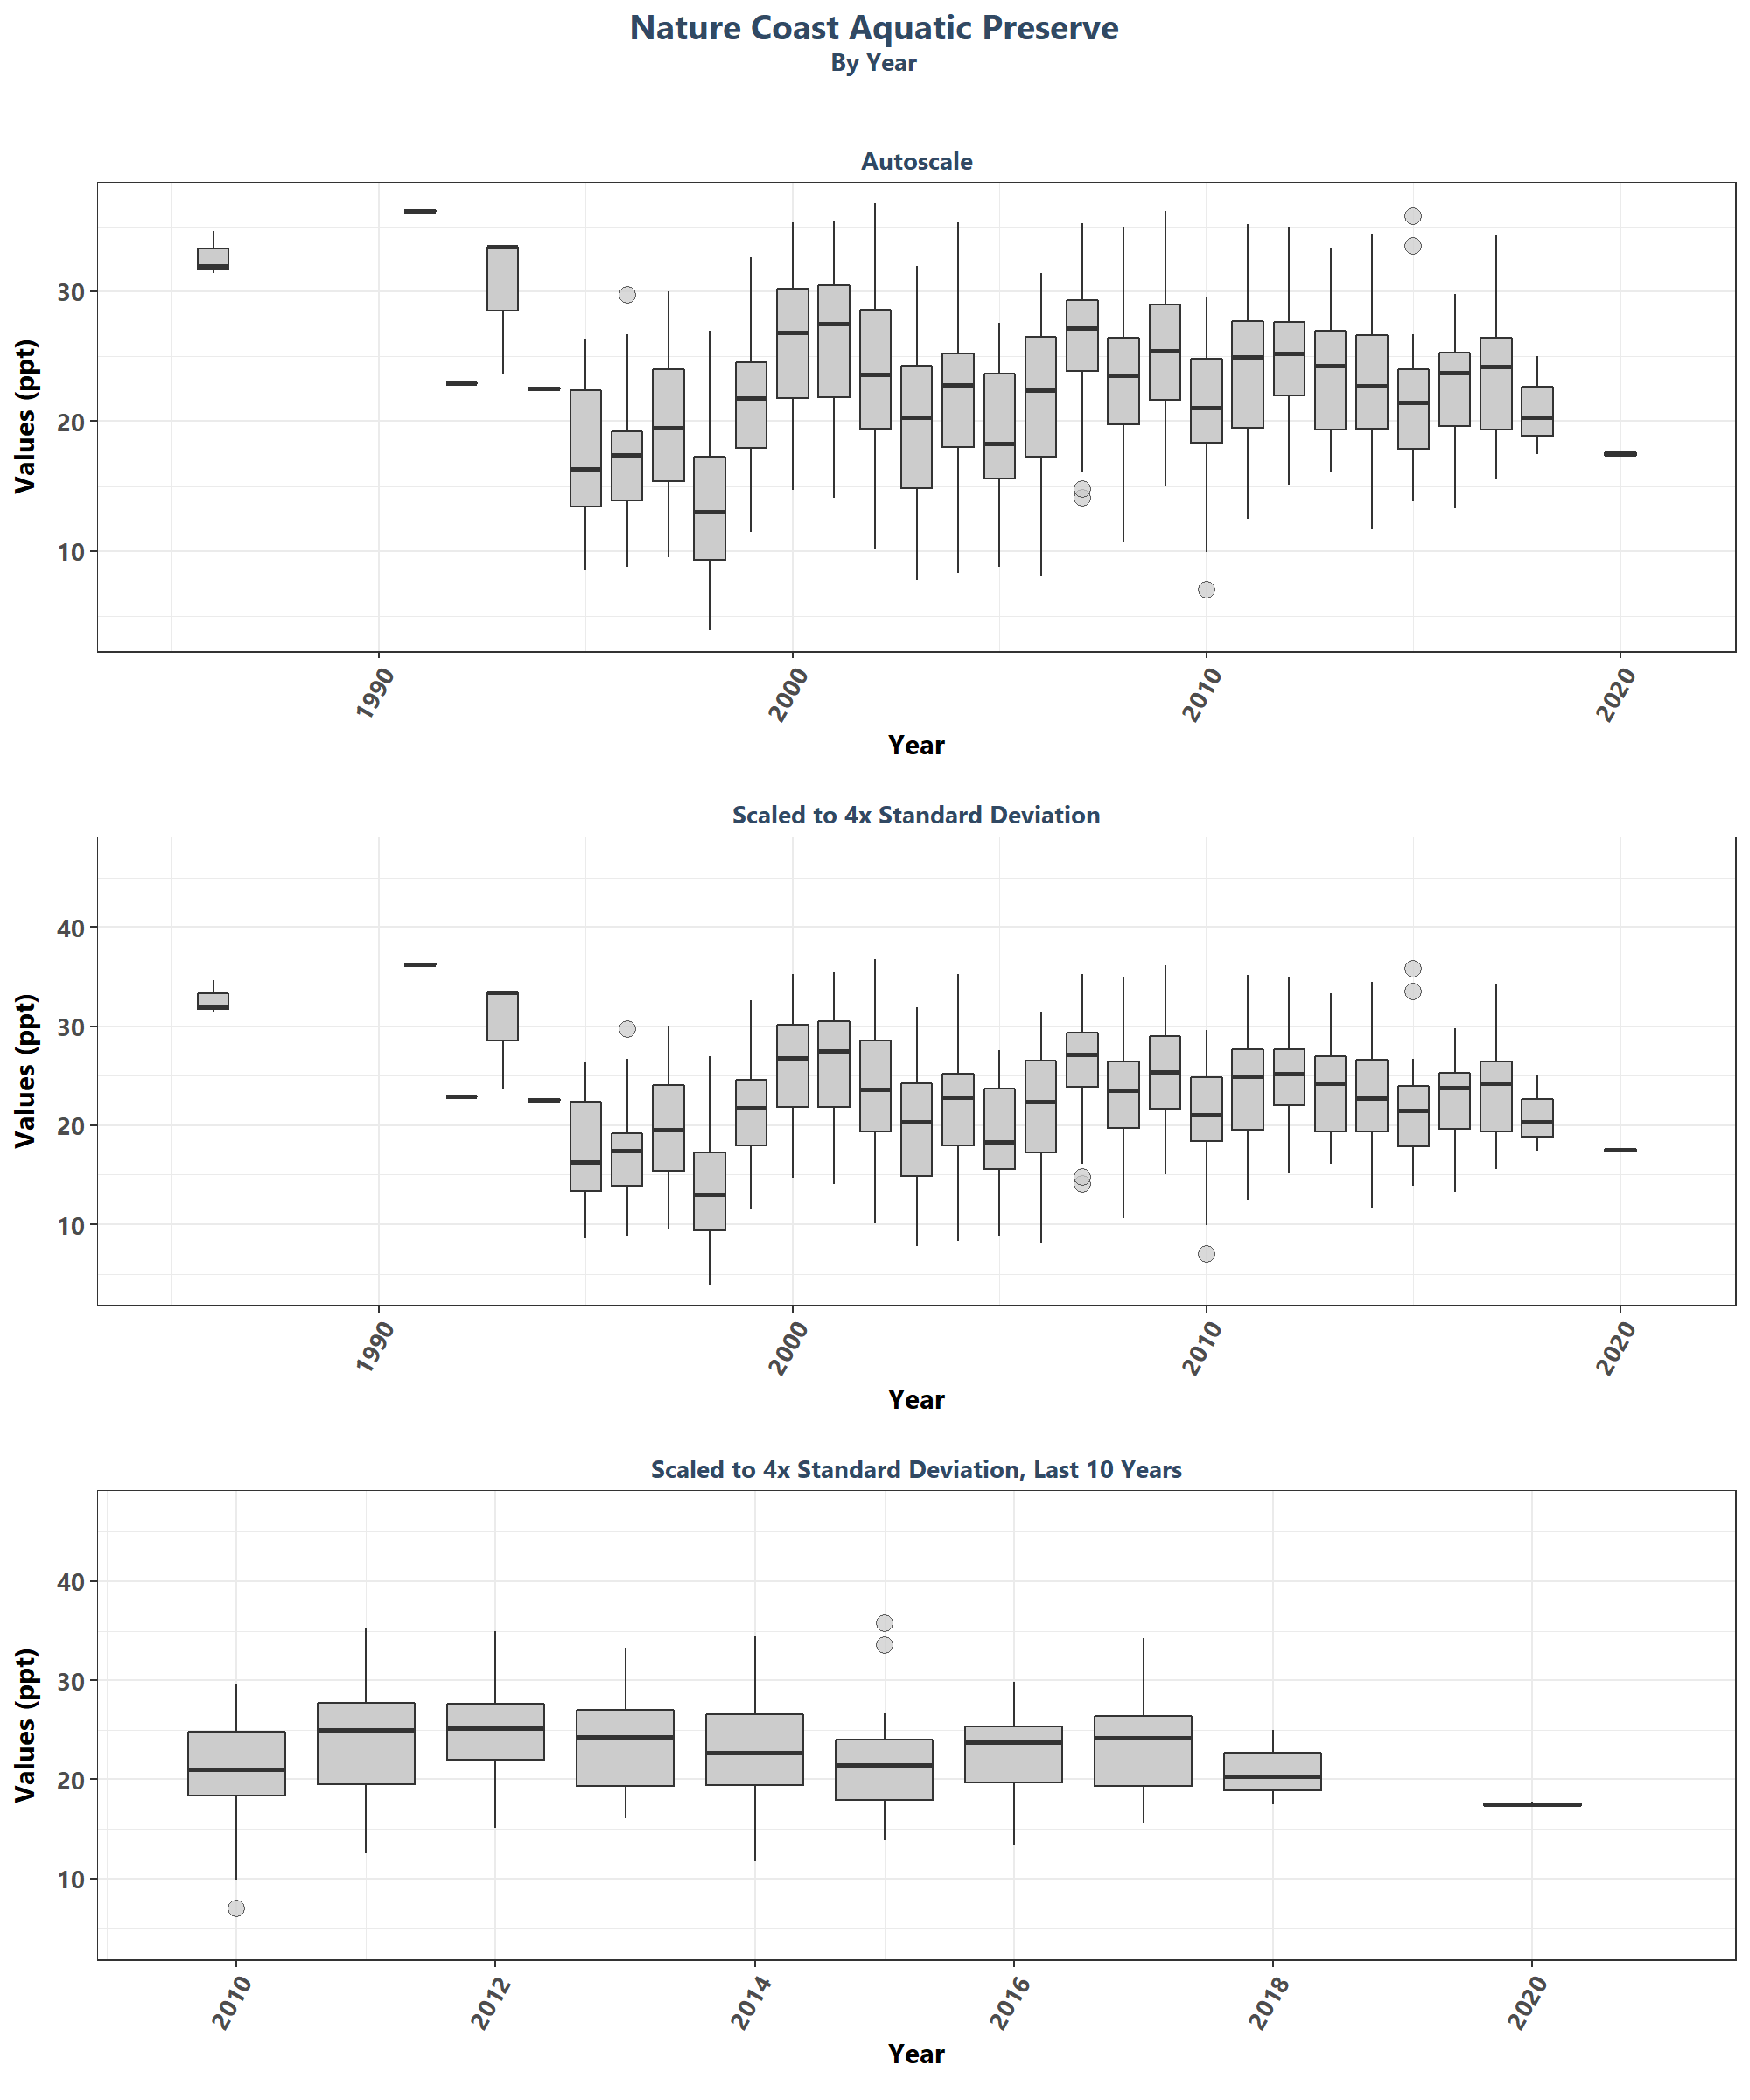 Nature Coast Aquatic Preserve
By Year
Autoscale
Values (ppt)
30
20
10
1990
2000
2010
2020
Year
Scaled to 4x Standard Deviation
Values (ppt)
40
30
20
10
1990
2000
2010
2020
Year
Scaled to 4x Standard Deviation, Last 10 Years
Values (ppt)
40
30
20
10
2010
2012
2014
2016
2018
2020
Year